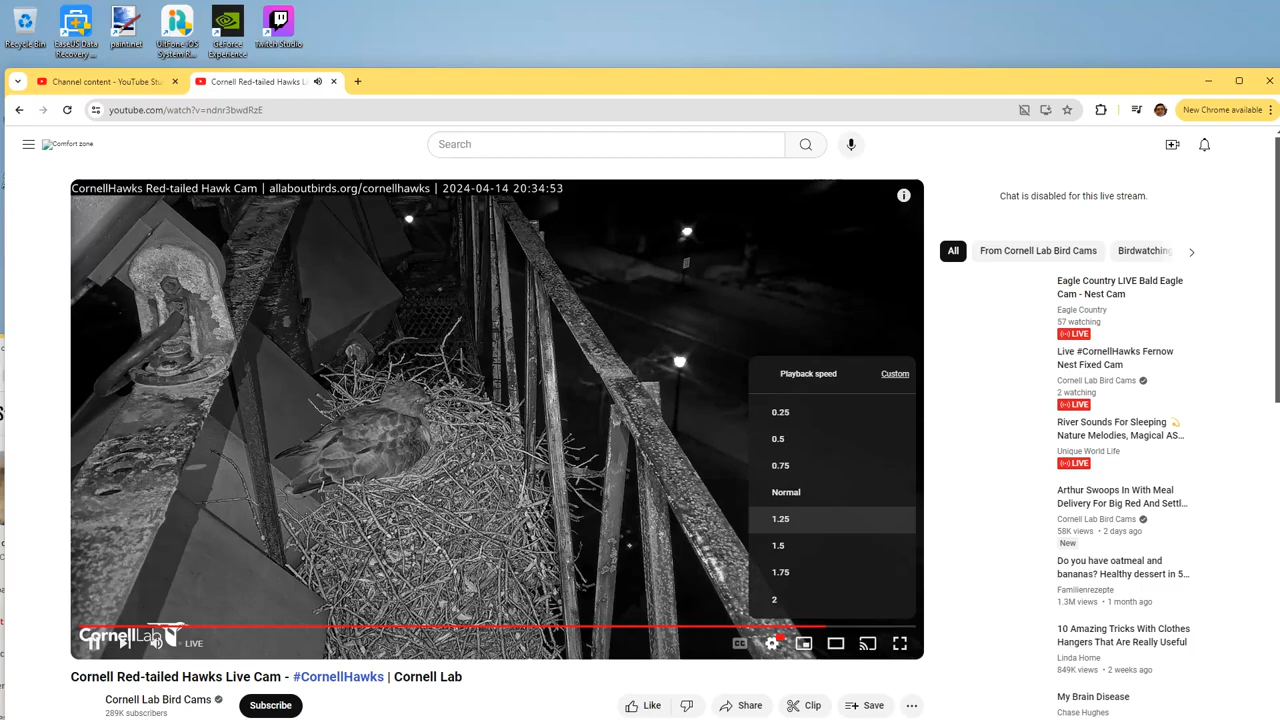 Recycle Bin
EaseUS Data
Recovery ...
paint.net
UltFone iOS
System R...
GeForce
Experience
Twitch Studio
Channel content - YouTube Stu
Cornell Red-tailed Hawks Li
youtube.com/watch?v=ndnr3bwdRzE
New Chrome available
Comfort zone
Search
CornellHawks Red-tailed Hawk Cam | allaboutbirds.org/cornellhawks | 2024-04-14 20:34:53
Playback speed
Custom
0.25
0.5
0.75
Normal
1.25
1.5
1.75
2
CornellLab
LIVE
CC
Cornell Red-tailed Hawks Live Cam - #CornellHawks | Cornell Lab
Cornell Lab Bird Cams
289K subscribers
Subscribe
Like
Share
Clip
Save
Chat is disabled for this live stream.
All
From Cornell Lab Bird Cams
Birdwatching
Eagle Country LIVE Bald Eagle
Cam - Nest Cam
Eagle Country
57 watching
LIVE
Live #CornellHawks Fernow
Nest Fixed Cam
Cornell Lab Bird Cams
2 watching
LIVE
River Sounds For Sleeping 💫
Nature Melodies, Magical AS...
Unique World Life
LIVE
Arthur Swoops In With Meal
Delivery For Big Red And Settl...
Cornell Lab Bird Cams
58K views • 2 days ago
New
Do you have oatmeal and
bananas? Healthy dessert in 5...
Familienrezepte
1.3M views • 1 month ago
10 Amazing Tricks With Clothes
Hangers That Are Really Useful
Linda Home
849K views • 2 weeks ago
My Brain Disease
Chase Hughes